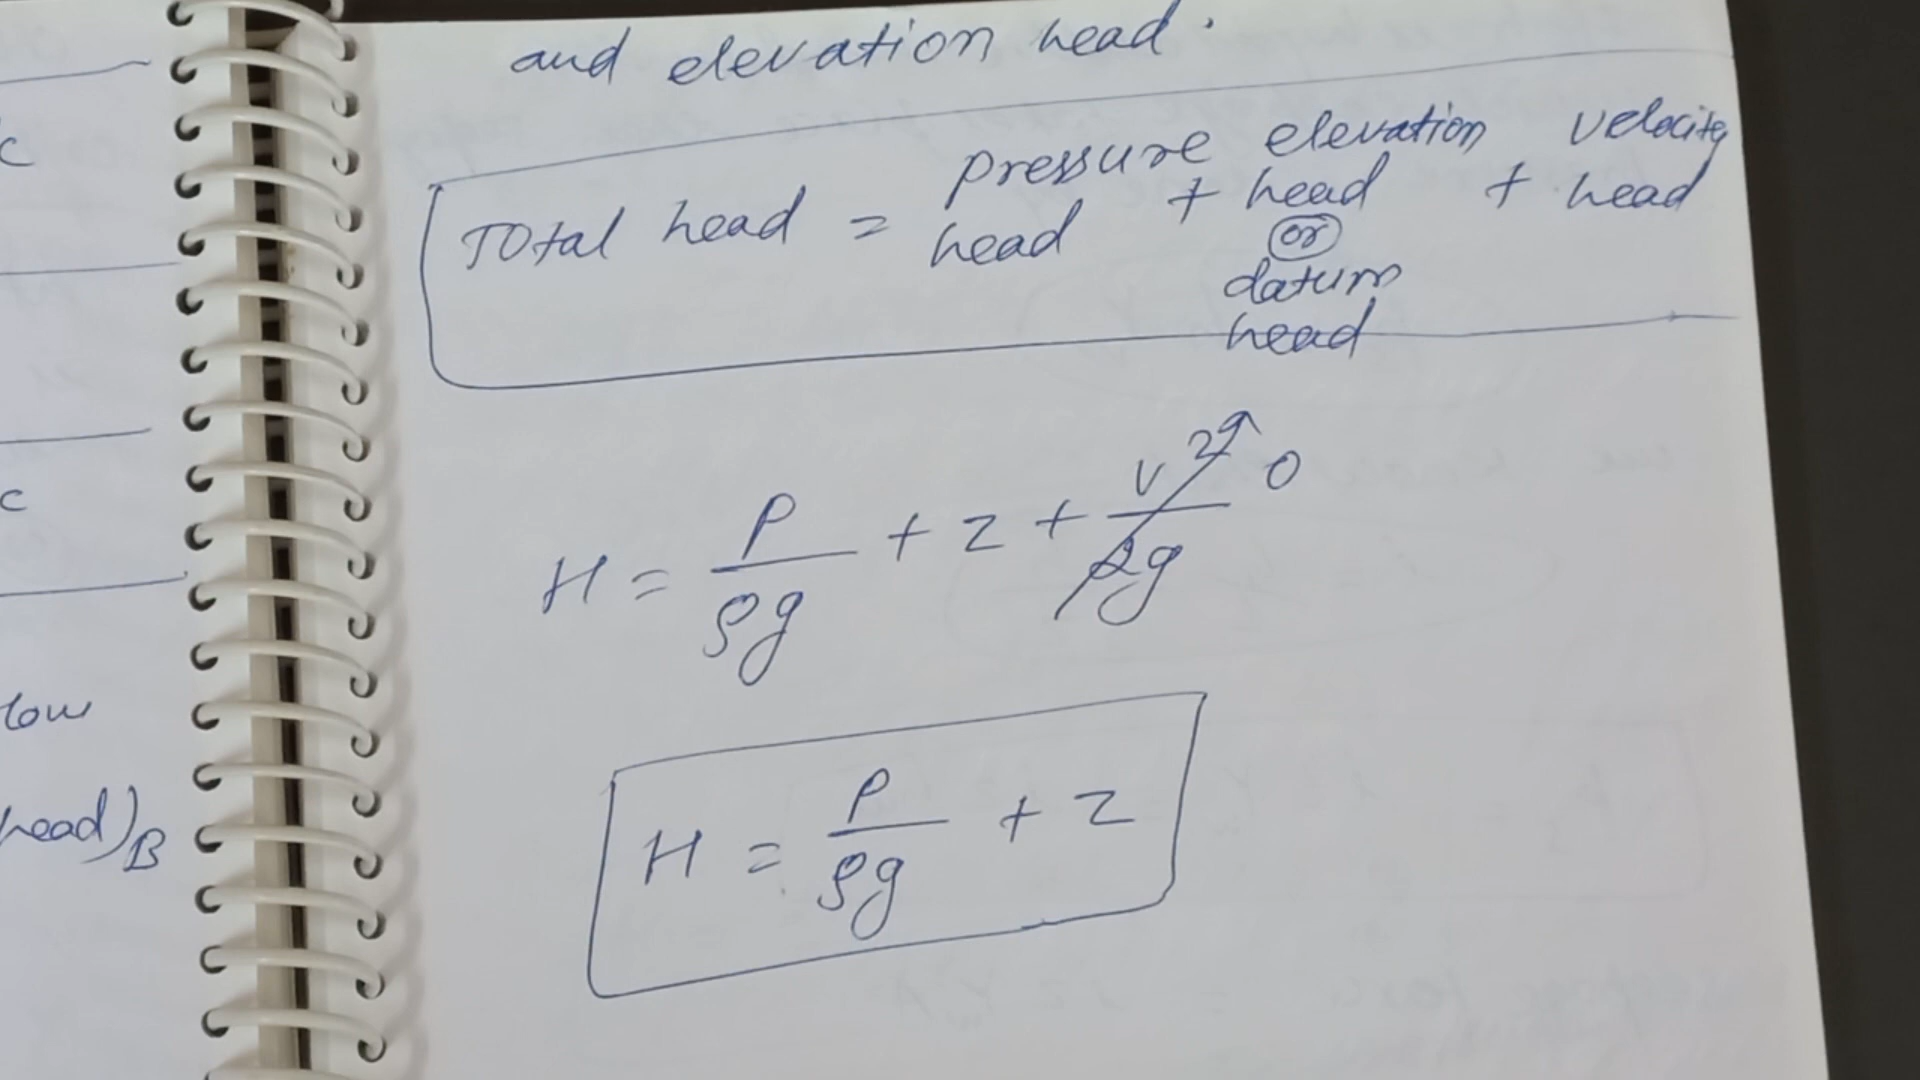 and elevation head.
Total head = pressure head + elevation head (or) datum head + velocity head
H = P/ρg + z + v²/2g → 0
H = P/ρg + z
c
c
low
head)B